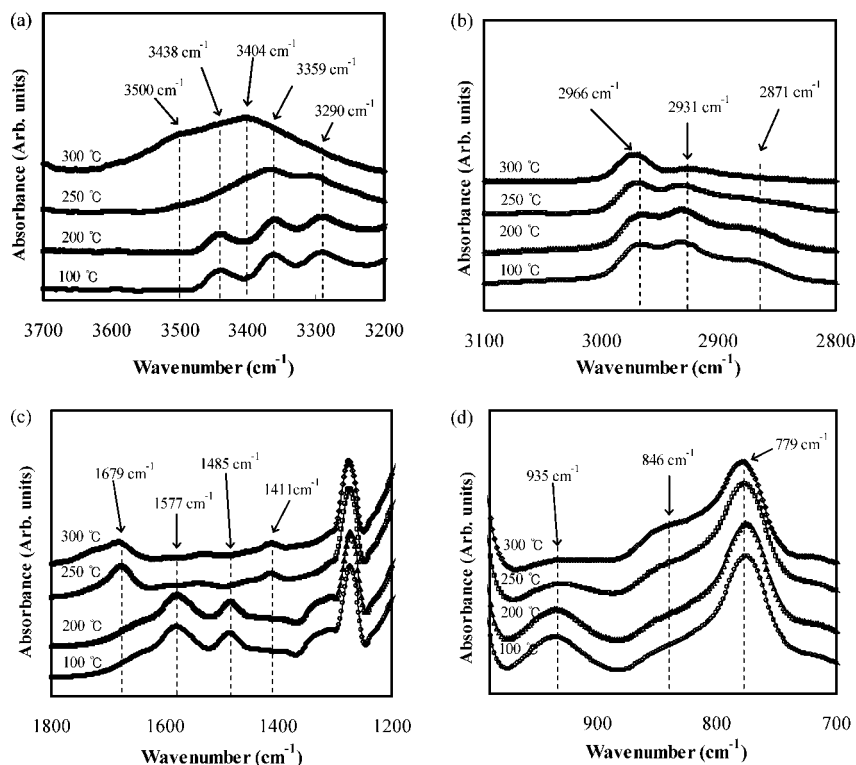 (a)
3438 cm⁻¹
3404 cm⁻¹
3359 cm⁻¹
3500 cm⁻¹
3290 cm⁻¹
300 ℃
250 ℃
200 ℃
100 ℃
Absorbance (Arb. units)
3700 3600 3500 3400 3300 3200
Wavenumber (cm⁻¹)
(b)
2966 cm⁻¹
2931 cm⁻¹
2871 cm⁻¹
300 ℃
250 ℃
200 ℃
100 ℃
Absorbance (Arb. units)
3100 3000 2900 2800
Wavenumber (cm⁻¹)
(c)
1679 cm⁻¹
1577 cm⁻¹
1485 cm⁻¹
1411cm⁻¹
300 ℃
250 ℃
200 ℃
100 ℃
Absorbance (Arb. units)
1800 1600 1400 1200
Wavenumber (cm⁻¹)
(d)
935 cm⁻¹
846 cm⁻¹
779 cm⁻¹
300 ℃
250 ℃
200 ℃
100 ℃
Absorbance (Arb. units)
900 800 700
Wavenumber (cm⁻¹)